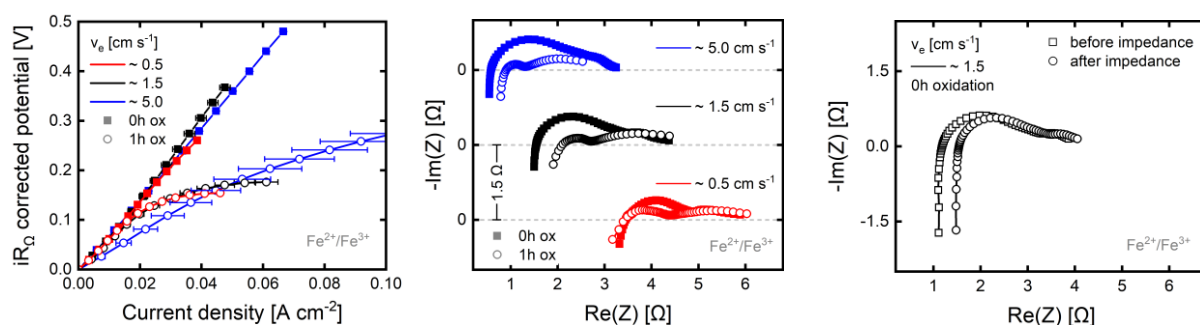 iR_Ω corrected potential [V]
0.5
0.4
0.3
0.2
0.1
0.0
v_e [cm s⁻¹]
~ 0.5
~ 1.5
~ 5.0
0h ox
1h ox
Fe²⁺/Fe³⁺
0.00 0.02 0.04 0.06 0.08 0.10
Current density [A cm⁻²]
-Im(Z) [Ω]
0
0
0
1.5 Ω
~ 5.0 cm s⁻¹
~ 1.5 cm s⁻¹
~ 0.5 cm s⁻¹
0h ox
1h ox
Fe²⁺/Fe³⁺
1 2 3 4 5 6
Re(Z) [Ω]
-Im(Z) [Ω]
1.5
0.0
-1.5
v_e [cm s⁻¹]
~ 1.5
0h oxidation
before impedance
after impedance
Fe²⁺/Fe³⁺
0 1 2 3 4 5 6
Re(Z) [Ω]